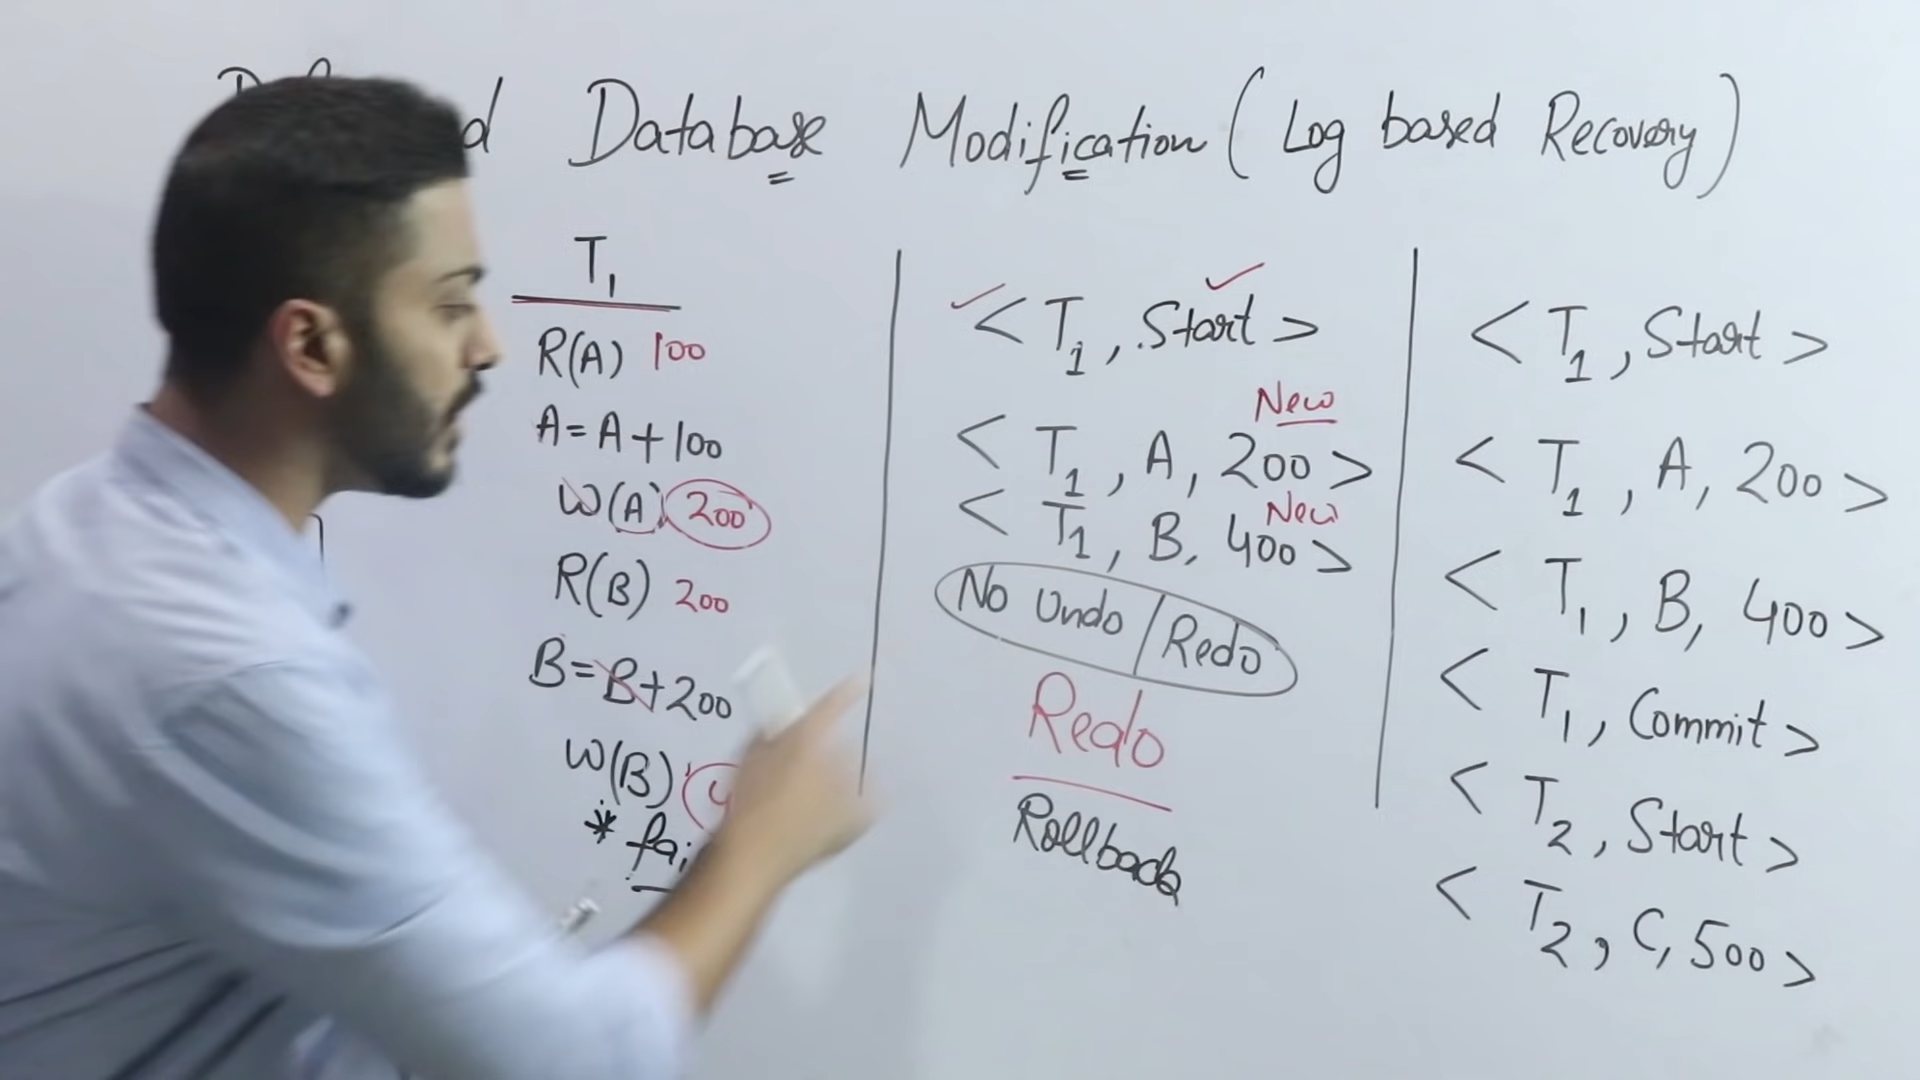 Database Modification (Log based Recovery)
T1
R(A) 100
A=A+100
W(A) 200
R(B) 200
B=B+200
W(B)
*
<T1, Start>
New
<T1, A, 200>
New
<T1, B, 400>
No Undo/Redo
Redo
Rollback
<T1, Start>
<T1, A, 200>
<T1, B, 400>
<T1, Commit>
<T2, Start>
<T2, C, 500>